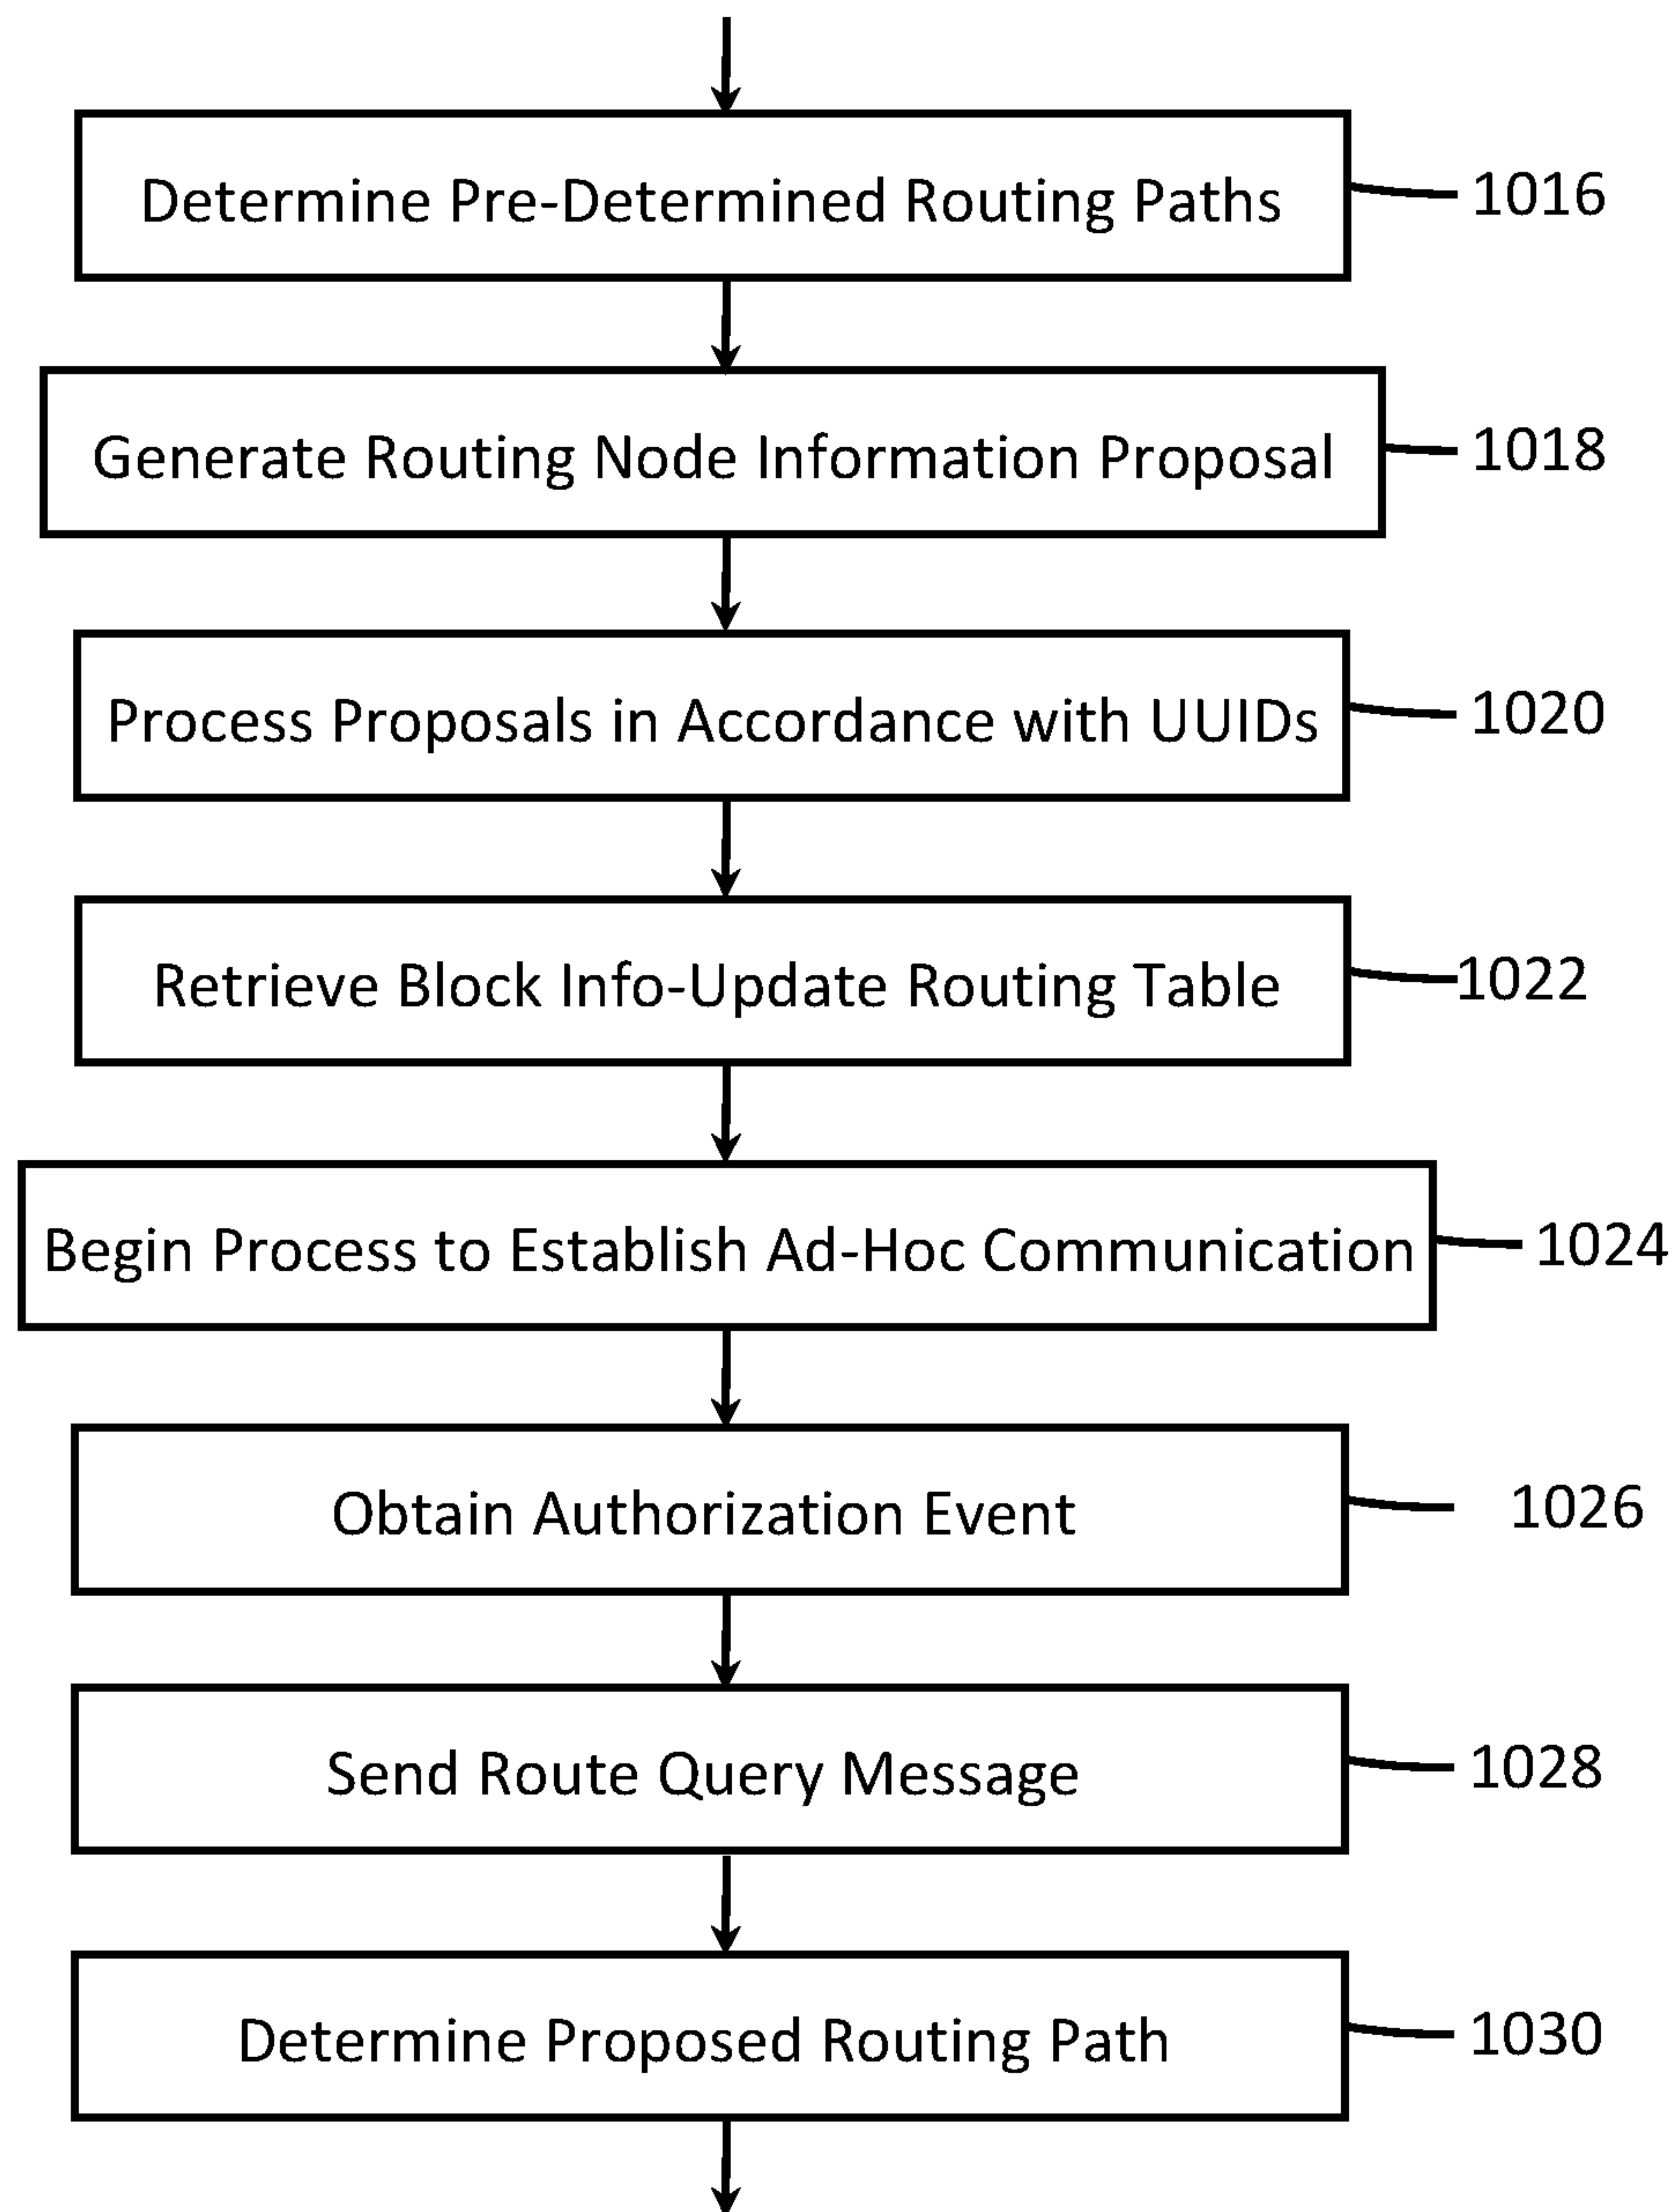 Determine Pre-Determined Routing Paths 1016
Generate Routing Node Information Proposal 1018
Process Proposals in Accordance with UUIDs 1020
Retrieve Block Info-Update Routing Table 1022
Begin Process to Establish Ad-Hoc Communication 1024
Obtain Authorization Event 1026
Send Route Query Message 1028
Determine Proposed Routing Path 1030